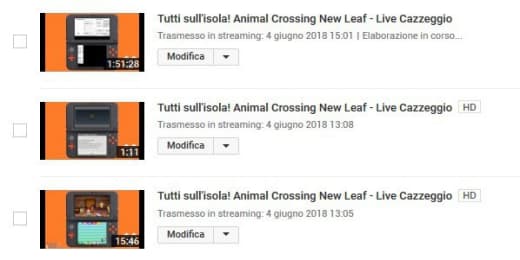 Tutti sull'isola! Animal Crossing New Leaf - Live Cazzeggio
Trasmesso in streaming: 4 giugno 2018 15:01 | Elaborazione in corso...
1:51:28
Modifica
Tutti sull'isola! Animal Crossing New Leaf - Live Cazzeggio HD
Trasmesso in streaming: 4 giugno 2018 13:08
1:11
Modifica
Tutti sull'isola! Animal Crossing New Leaf - Live Cazzeggio HD
Trasmesso in streaming: 4 giugno 2018 13:05
15:46
Modifica